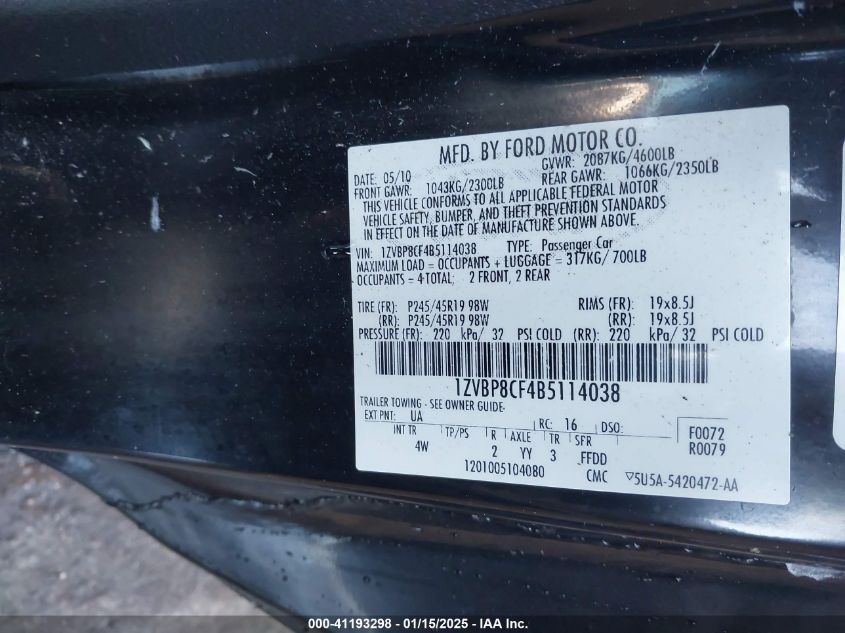 MFD. BY FORD MOTOR CO.
DATE: 05/10 GVWR: 2087KG/4600LB
FRONT GAWR: 1043KG/2300LB REAR GAWR: 1066KG/2350LB
THIS VEHICLE CONFORMS TO ALL APPLICABLE FEDERAL MOTOR
VEHICLE SAFETY, BUMPER, AND THEFT PREVENTION STANDARDS
IN EFFECT ON THE DATE OF MANUFACTURE SHOWN ABOVE.
VIN: 1ZVBP8CF4B5114038 TYPE: Passenger Car
MAXIMUM LOAD = OCCUPANTS + LUGGAGE = 317KG/ 700LB
OCCUPANTS = 4 TOTAL; 2 FRONT, 2 REAR
TIRE (FR): P245/45R19 98W RIMS (FR): 19x8.5J
(RR): P245/45R19 98W (RR): 19x8.5J
PRESSURE (FR): 220 kPa/ 32 PSI COLD (RR): 220 kPa/ 32 PSI COLD
1ZVBP8CF4B5114038
TRAILER TOWING - SEE OWNER GUIDE-
EXT PNT: UA RC: 16 DSO: F0072
R0079
INT TR TP/PS R AXLE TR SFR
4W 2 YY 3 FFDD
1201005104080 CMC ▽5U5A-5420472-AA
000-41193298 - 01/15/2025 - IAA Inc.